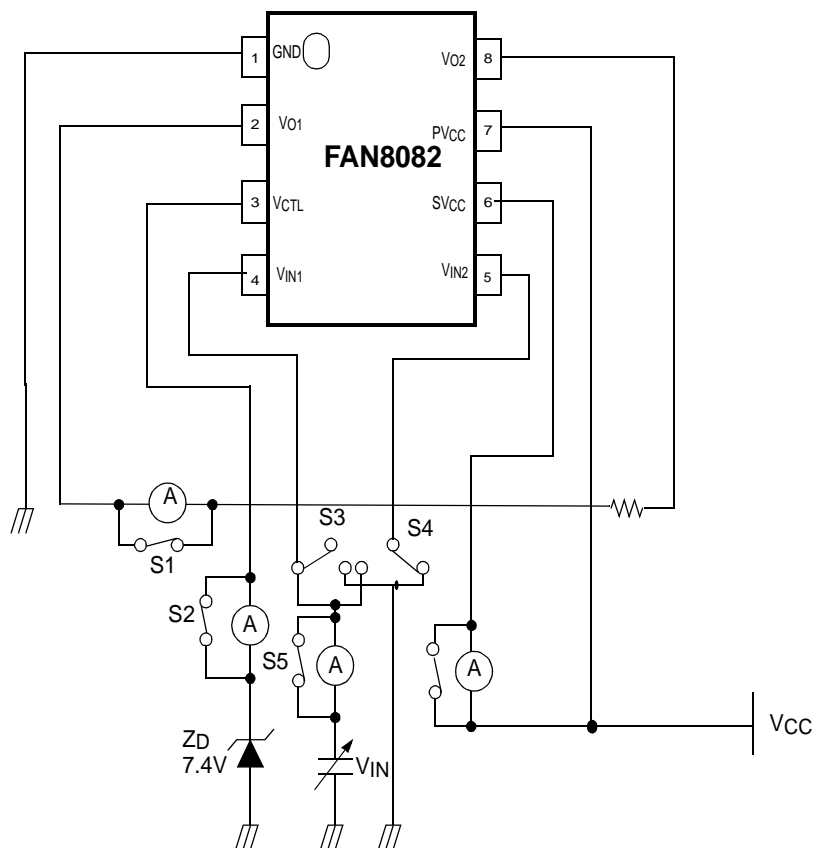 1 GND VO2 8
2 VO1 PVCC 7
FAN8082
3 VCTL SVCC 6
4 VIN1 VIN2 5
A
S3 S4
S1
S2 A
S5 A A
VCC
ZD
7.4V
VIN